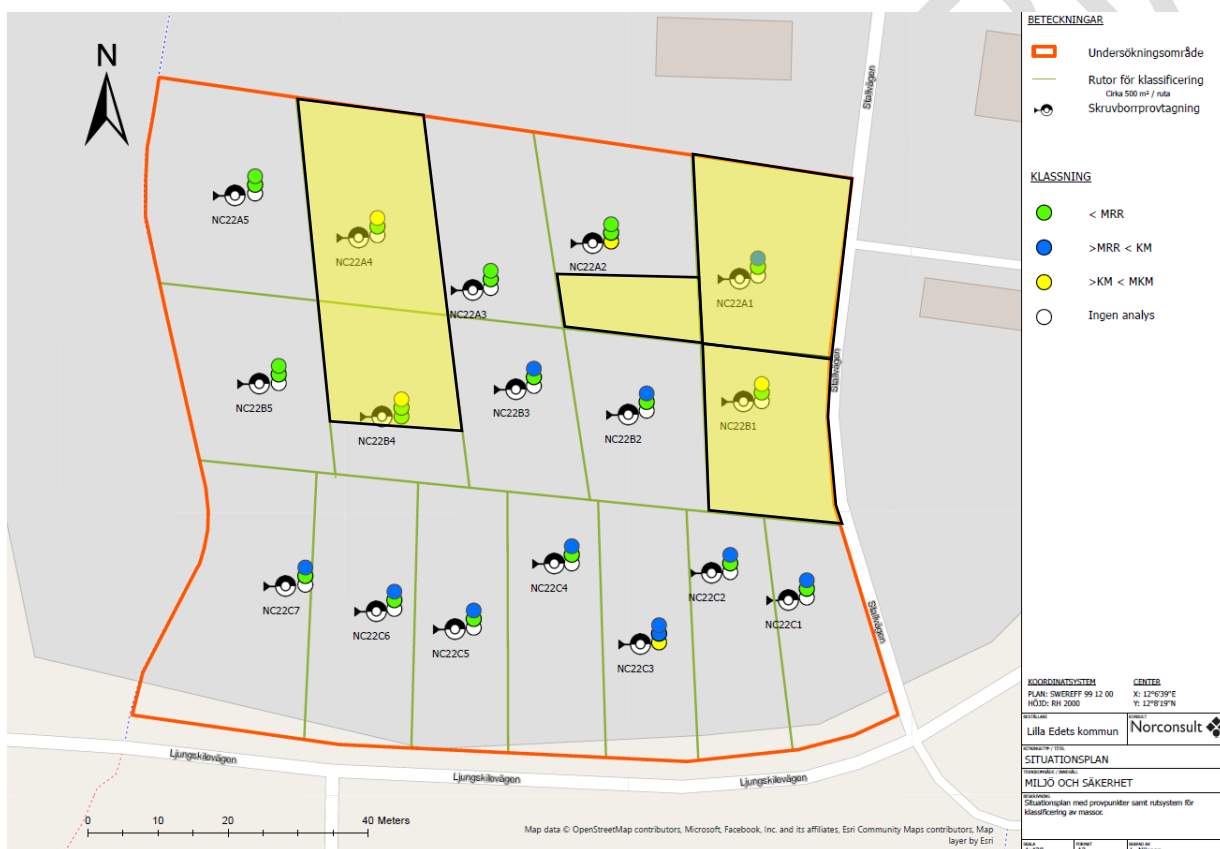 N
Stallvägen
NC22A5
NC22A4
NC22A3
NC22A2
NC22A1
Stallvägen
NC22B5
NC22B4
NC22B3
NC22B2
NC22B1
NC22C7
NC22C6
NC22C5
NC22C4
NC22C3
NC22C2
NC22C1
Stallvägen
Ljungskilevägen
Ljungskilevägen
Ljungskilevägen
0 10 20 40 Meters
Map data © OpenStreetMap contributors, Microsoft, Facebook, Inc. and its affiliates, Esri Community Maps contributors, Map
layer by Esri
BETECKNINGAR
Undersökningsområde
Rutor för klassificering
Cirka 500 m² / ruta
Skruvborrprovtagning
KLASSNING
< MRR
>MRR < KM
>KM < MKM
Ingen analys
KOORDINATSYSTEM CENTER
PLAN: SWEREFF 99 12 00 X: 12°6'39"E
HÖJD: RH 2000 Y: 12°8'19"N
Lilla Edets kommun Norconsult
SITUATIONSPLAN
MILJÖ OCH SÄKERHET
Situationsplan med provpunkter samt rutsystem för
klassificering av massor.